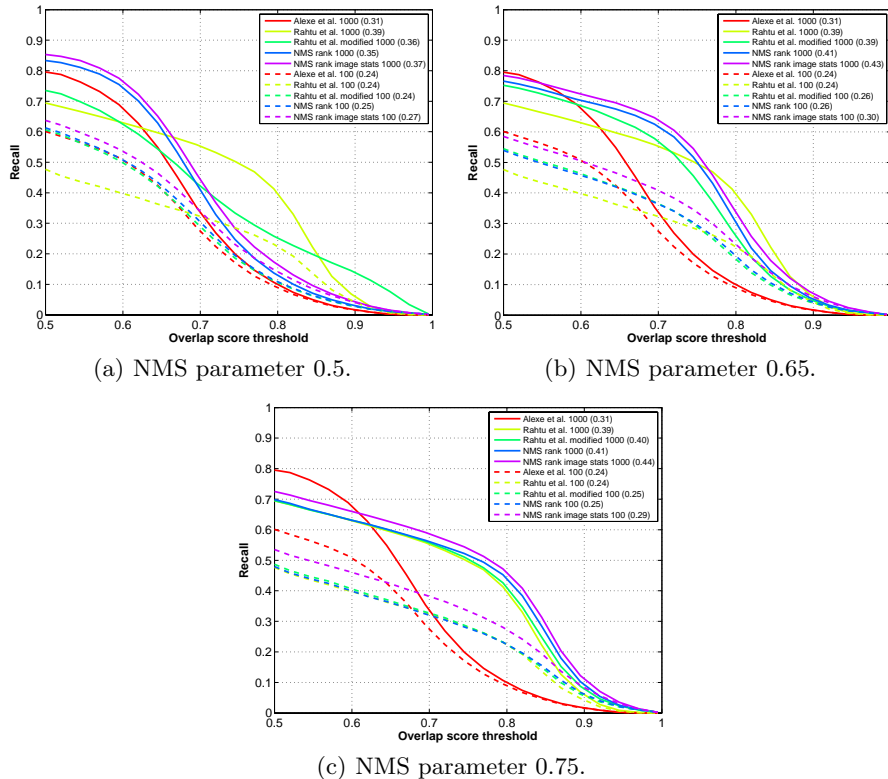 1
0.9
0.8
0.7
0.6
0.5
0.4
0.3
0.2
0.1
0
Recall
0.5 0.6 0.7 0.8 0.9 1
Overlap score threshold
Alexe et al. 1000 (0.31)
Rahtu et al. 1000 (0.39)
Rahtu et al. modified 1000 (0.36)
NMS rank 1000 (0.35)
NMS rank image stats 1000 (0.37)
Alexe et al 100 (0.24)
Rahtu et al. 100 (0.24)
Rahtu et al. modified 100 (0.24)
NMS rank 100 (0.25)
NMS rank image stats 100 (0.27)
(a) NMS parameter 0.5.
1
0.9
0.8
0.7
0.6
0.5
0.4
0.3
0.2
0.1
0
Recall
0.5 0.6 0.7 0.8 0.9
Overlap score threshold
Alexe et al. 1000 (0.31)
Rahtu et al. 1000 (0.39)
Rahtu et al. modified 1000 (0.39)
NMS rank 1000 (0.41)
NMS rank image stats 1000 (0.43)
Alexe et al. 100 (0.24)
Rahtu et al. 100 (0.24)
Rahtu et al. modified 100 (0.26)
NMS rank 100 (0.26)
NMS rank image stats 100 (0.30)
(b) NMS parameter 0.65.
1
0.9
0.8
0.7
0.6
0.5
0.4
0.3
0.2
0.1
0
Recall
0.5 0.6 0.7 0.8 0.9 1
Overlap score threshold
Alexe et al. 1000 (0.31)
Rahtu et al. 1000 (0.39)
Rahtu et al. modified 1000 (0.40)
NMS rank 1000 (0.41)
NMS rank image stats 1000 (0.44)
Alexe et al. 100 (0.24)
Rahtu et al. 100 (0.24)
Rahtu et al. modified 100 (0.25)
NMS rank 100 (0.25)
NMS rank image stats 100 (0.29)
(c) NMS parameter 0.75.